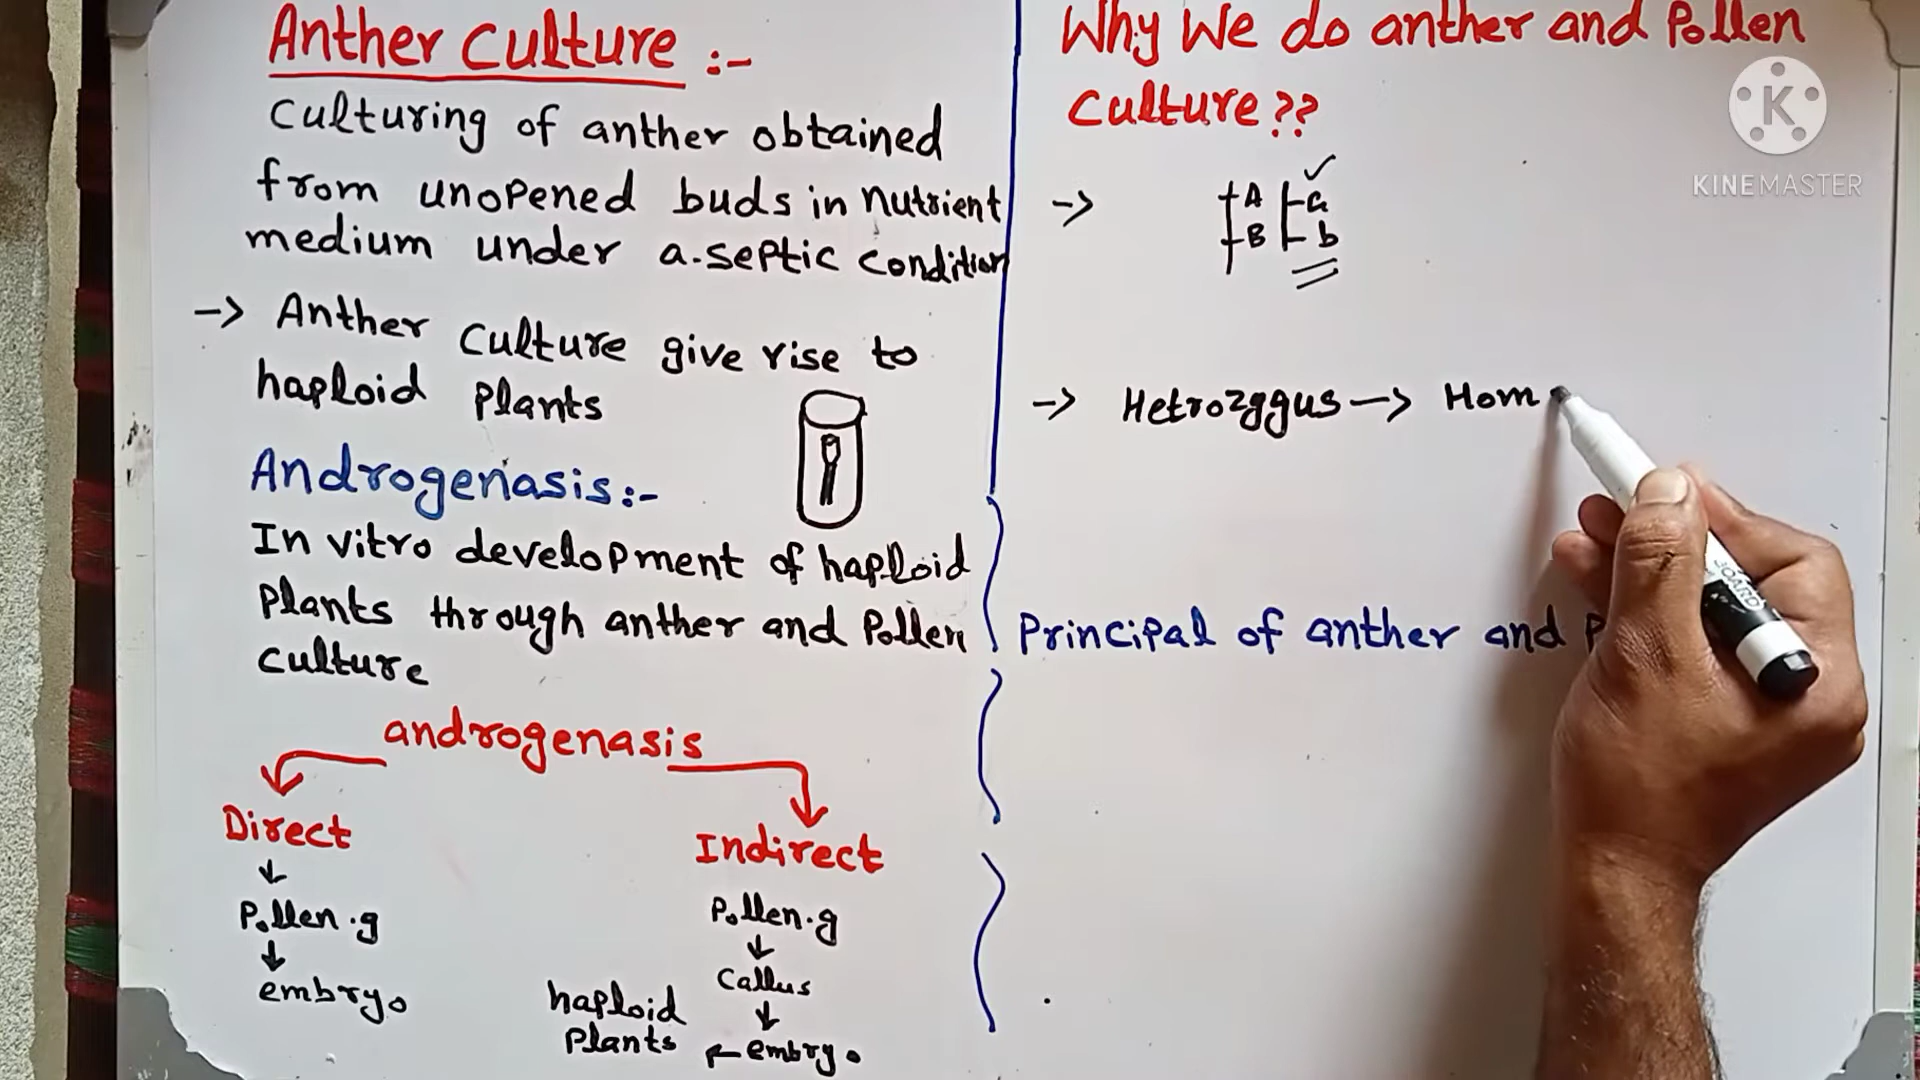 Anther Culture :-
Culturing of anther obtained
from unopened buds in nutrient
medium under a.septic condition
-> Anther culture give rise to
haploid plants
Androgenasis:-
In vitro development of haploid
plants through anther and Pollen
culture
androgenasis
Direct
Indirect
↓
Pollen.g
↓
embryo
Pollen.g
↓
Callus
↓
←embryo
haploid
plants
Why We do anther and Pollen
culture??
->
A
B
a
b
✓
-> Hetrozggus -> Hom
Principal of anther and P
K
KINEMASTER
BOARD